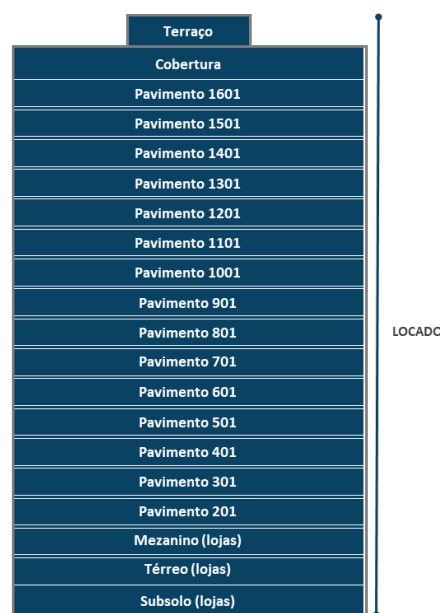 Terraço
Cobertura
Pavimento 1601
Pavimento 1501
Pavimento 1401
Pavimento 1301
Pavimento 1201
Pavimento 1101
Pavimento 1001
Pavimento 901
Pavimento 801
LOCADO
Pavimento 701
Pavimento 601
Pavimento 501
Pavimento 401
Pavimento 301
Pavimento 201
Mezanino (lojas)
Térreo (lojas)
Subsolo (lojas)